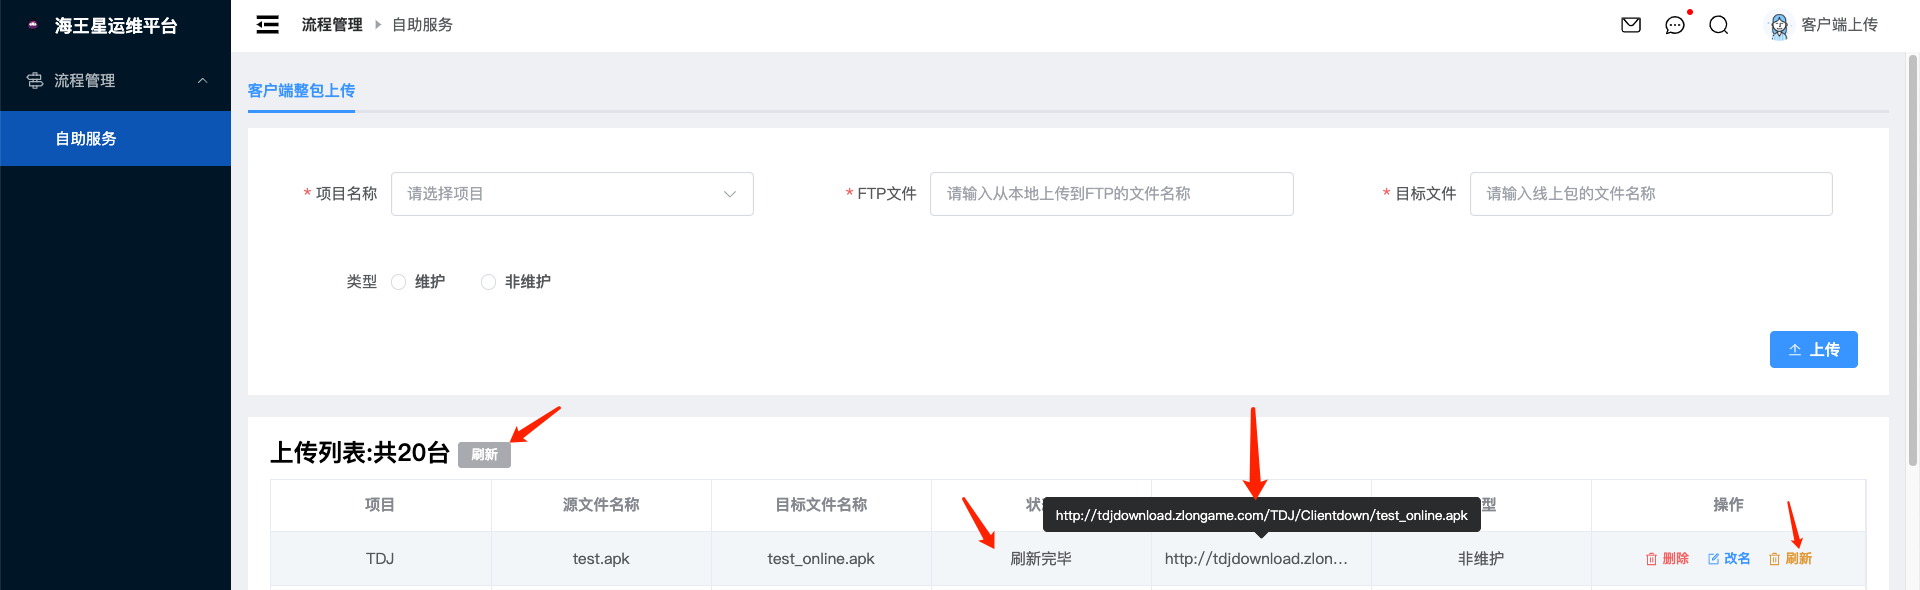 海王星运维平台
流程管理
自助服务
流程管理 自助服务
客户端上传
客户端整包上传
* 项目名称 请选择项目
* FTP文件 请输入从本地上传到FTP的文件名称
* 目标文件 请输入线上包的文件名称
类型 维护 非维护
上传
上传列表:共20台 刷新
项目 源文件名称 目标文件名称 操作
http://tdjdownload.zlongame.com/TDJ/Clientdown/test_online.apk
TDJ test.apk test_online.apk 刷新完毕 http://tdjdownload.zlon... 非维护 删除 改名 刷新